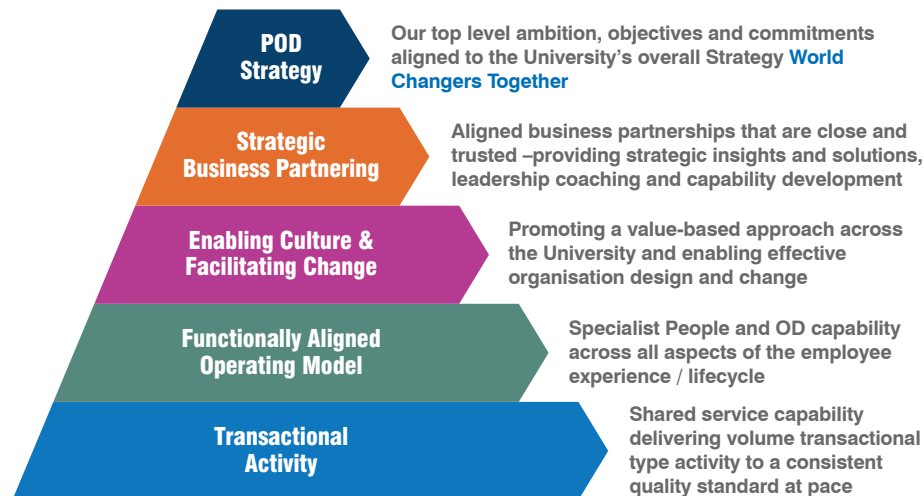 POD
Strategy
Our top level ambition, objectives and commitments
aligned to the University's overall Strategy World
Changers Together
Strategic
Business Partnering
Aligned business partnerships that are close and
trusted –providing strategic insights and solutions,
leadership coaching and capability development
Enabling Culture &
Facilitating Change
Promoting a value-based approach across
the University and enabling effective
organisation design and change
Functionally Aligned
Operating Model
Specialist People and OD capability
across all aspects of the employee
experience / lifecycle
Transactional
Activity
Shared service capability
delivering volume transactional
type activity to a consistent
quality standard at pace